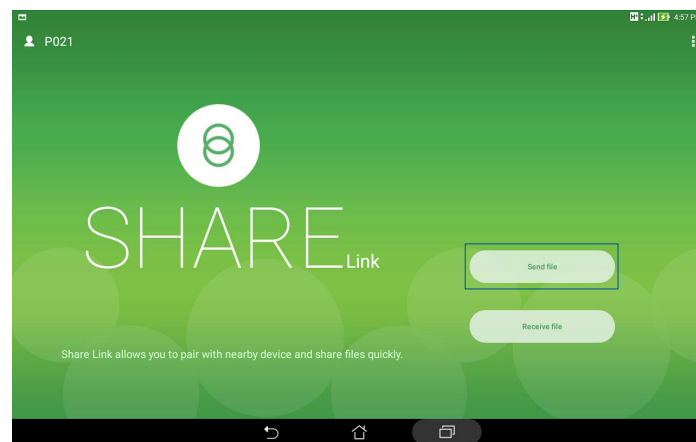 H+ 4:57 P
P021
SHARE Link
Send file
Receive file
Share Link allows you to pair with nearby device and share files quickly.